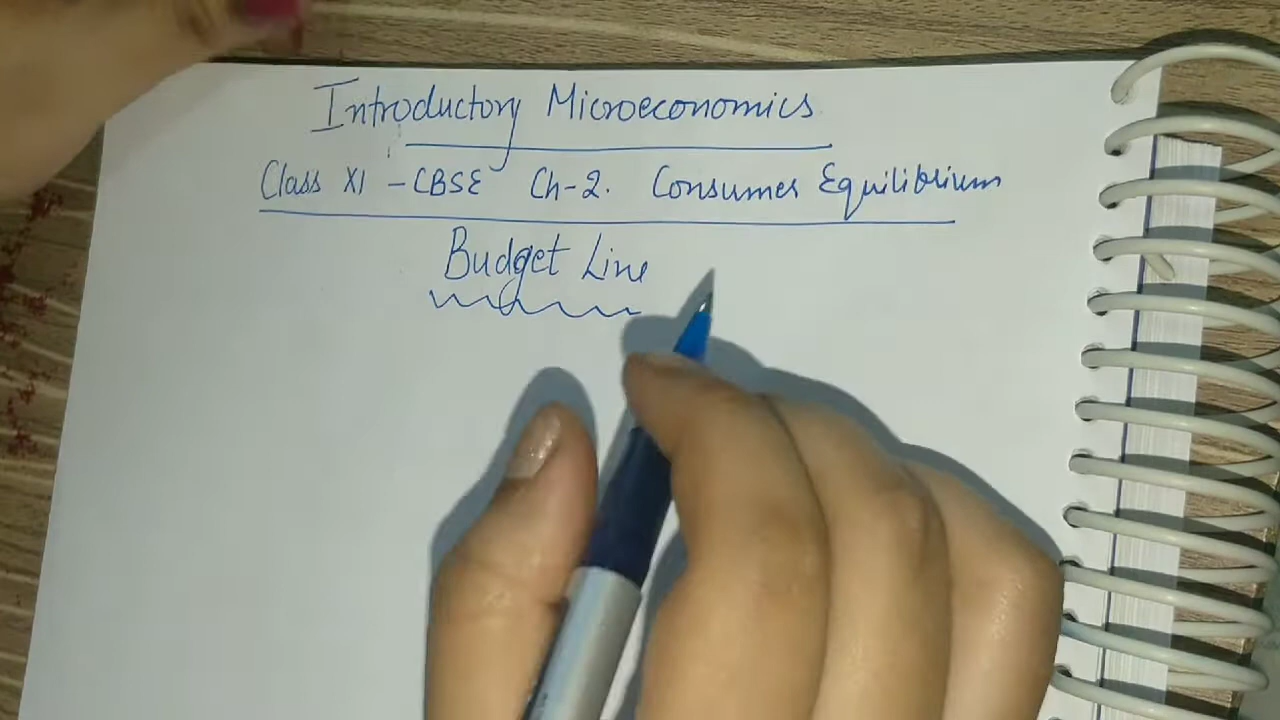 Introductory Microeconomics
Class XI - CBSE Ch-2. Consumer Equilibrium
Budget Line